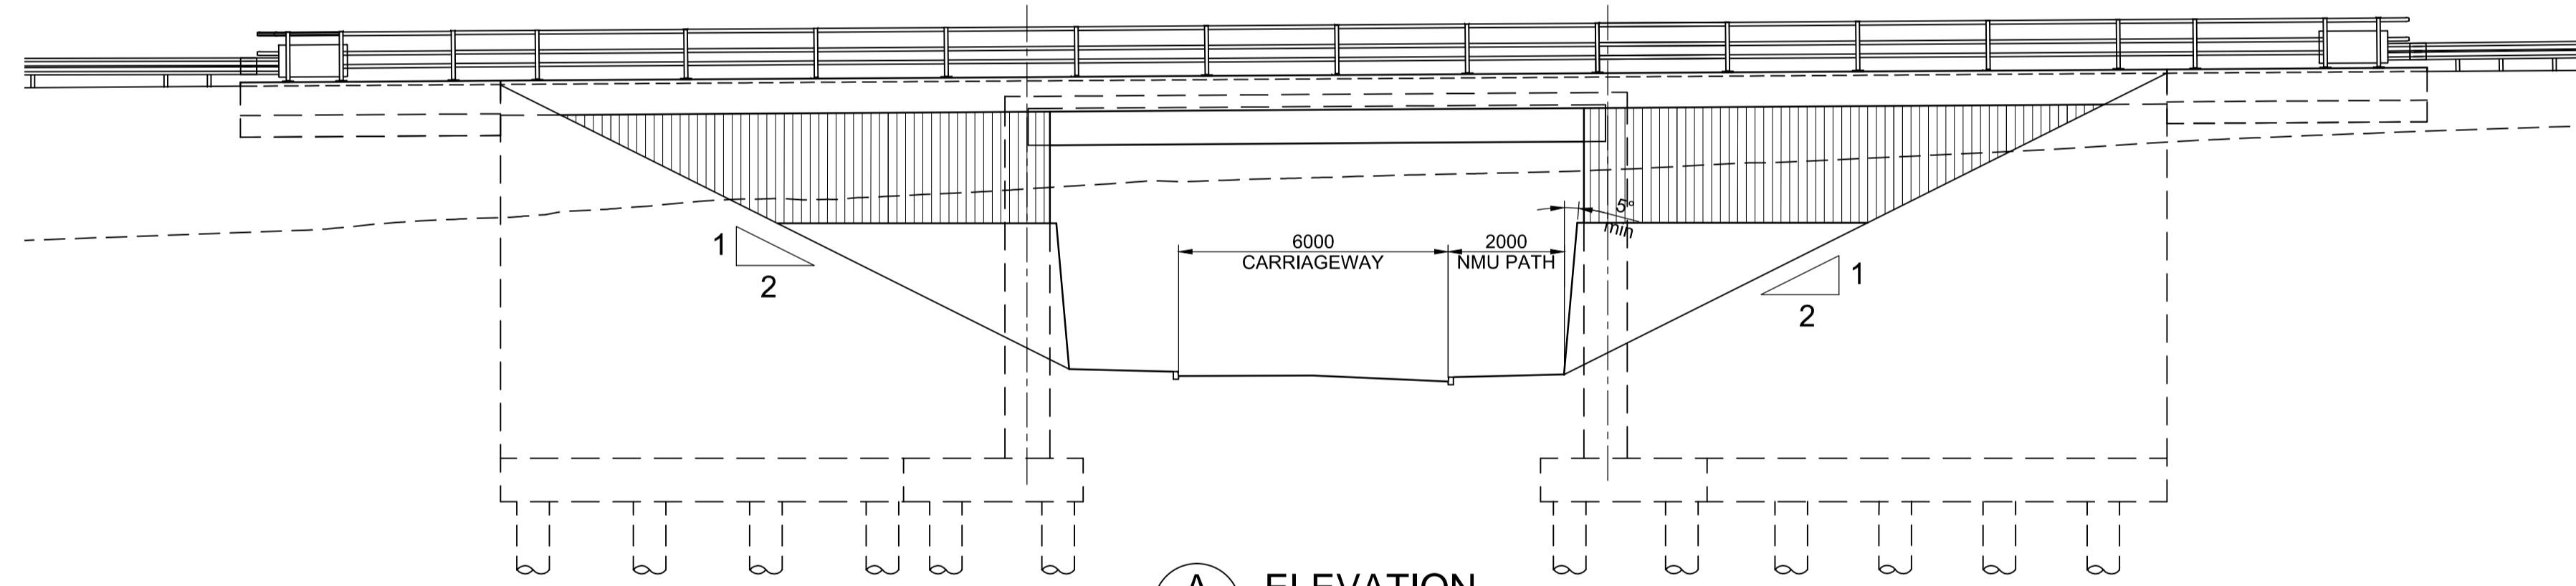 5°
min
6000
CARRIAGEWAY
2000
NMU PATH
1
2
1
2
A
ELEVATION